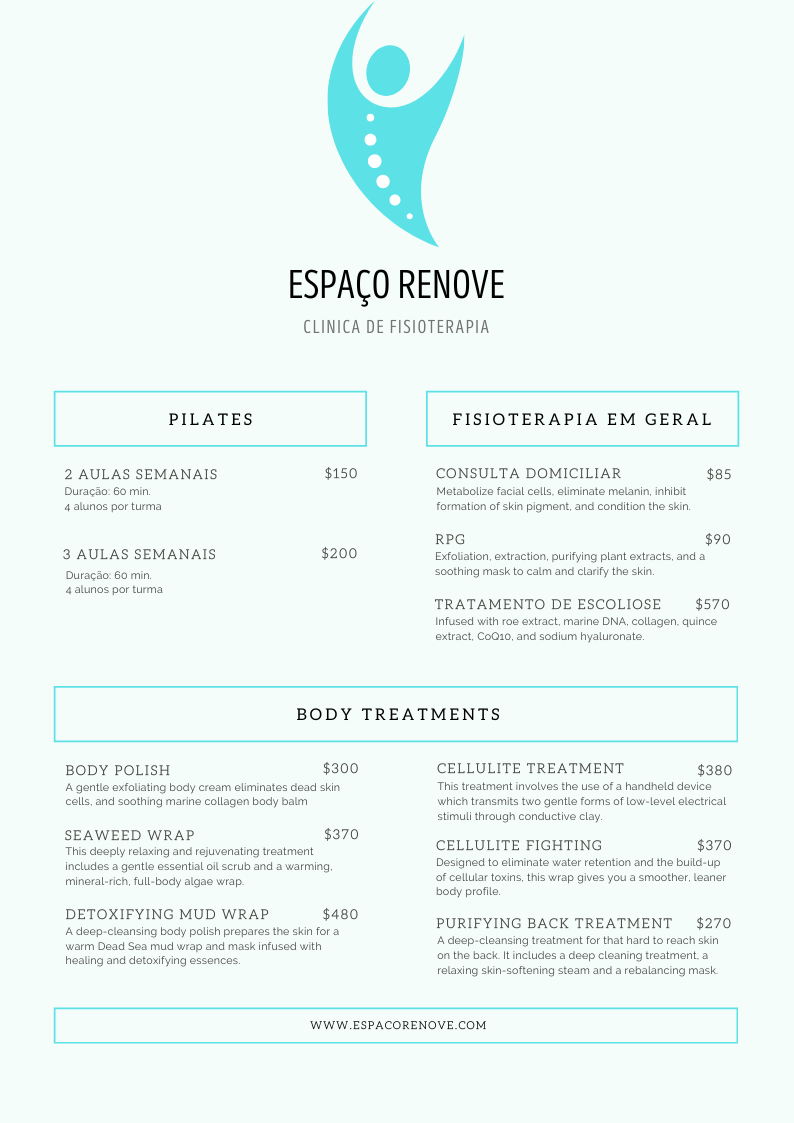 ESPAÇO RENOVE
CLINICA DE FISIOTERAPIA
PILATES
2 AULAS SEMANAIS $150
Duração: 60 min.
4 alunos por turma
3 AULAS SEMANAIS $200
Duração: 60 min.
4 alunos por turma
FISIOTERAPIA EM GERAL
CONSULTA DOMICILIAR $85
Metabolize facial cells, eliminate melanin, inhibit
formation of skin pigment, and condition the skin.
RPG $90
Exfoliation, extraction, purifying plant extracts, and a
soothing mask to calm and clarify the skin.
TRATAMENTO DE ESCOLIOSE $570
Infused with roe extract, marine DNA, collagen, quince
extract, CoQ10, and sodium hyaluronate.
BODY TREATMENTS
BODY POLISH $300
A gentle exfoliating body cream eliminates dead skin
cells, and soothing marine collagen body balm
SEAWEED WRAP $370
This deeply relaxing and rejuvenating treatment
includes a gentle essential oil scrub and a warming,
mineral-rich, full-body algae wrap.
DETOXIFYING MUD WRAP $480
A deep-cleansing body polish prepares the skin for a
warm Dead Sea mud wrap and mask infused with
healing and detoxifying essences.
CELLULITE TREATMENT $380
This treatment involves the use of a handheld device
which transmits two gentle forms of low-level electrical
stimuli through conductive clay.
CELLULITE FIGHTING $370
Designed to eliminate water retention and the build-up
of cellular toxins, this wrap gives you a smoother, leaner
body profile.
PURIFYING BACK TREATMENT $270
A deep-cleansing treatment for that hard to reach skin
on the back. It includes a deep cleaning treatment, a
relaxing skin-softening steam and a rebalancing mask.
WWW.ESPACORENOVE.COM